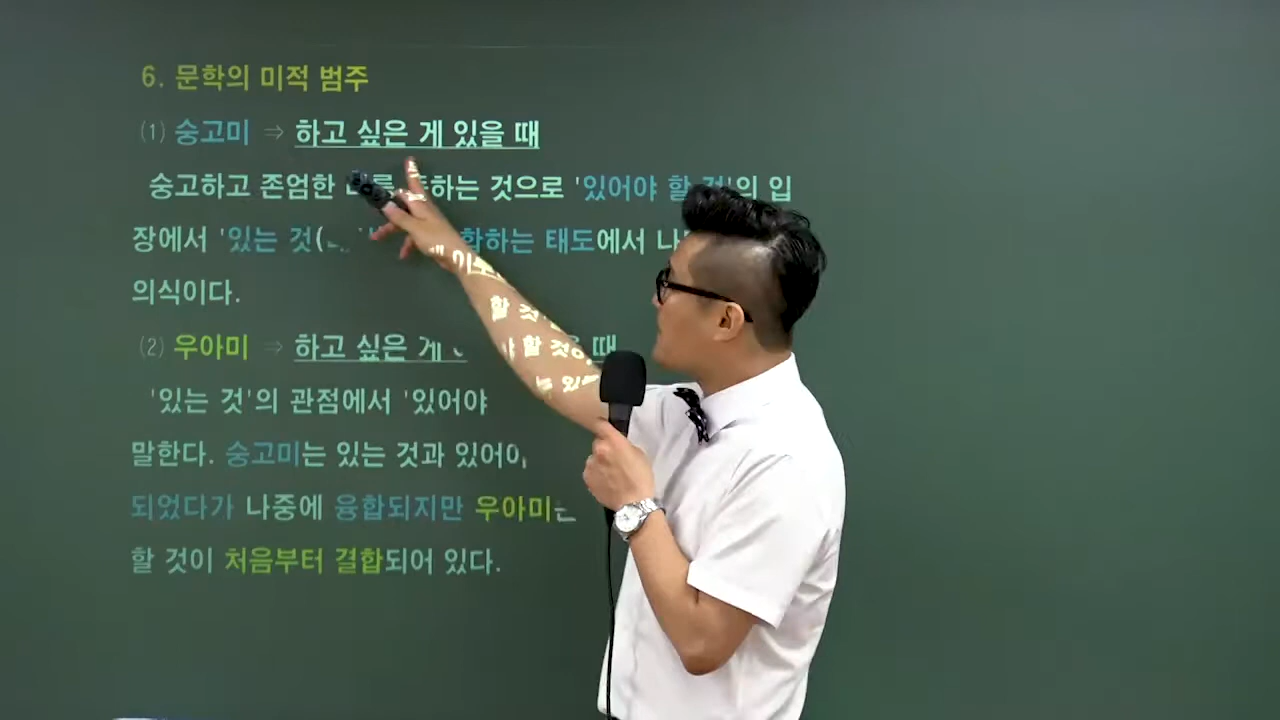 6. 문학의 미적 범주
(1) 숭고미 ⇒ 하고 싶은 게 있을 때
숭고하고 존엄한 하는 것으로 '있어야 할 것'의 입
장에서 '있는 것( 합하는 태도에서
의식이다.
(2) 우아미 ⇒ 하고 싶은 게 때
'있는 것'의 관점에서 '있어야
말한다. 숭고미는 있는 것과
되었다가 나중에 융합되지만 우아미는
할 것이 처음부터 결합되어 있다.